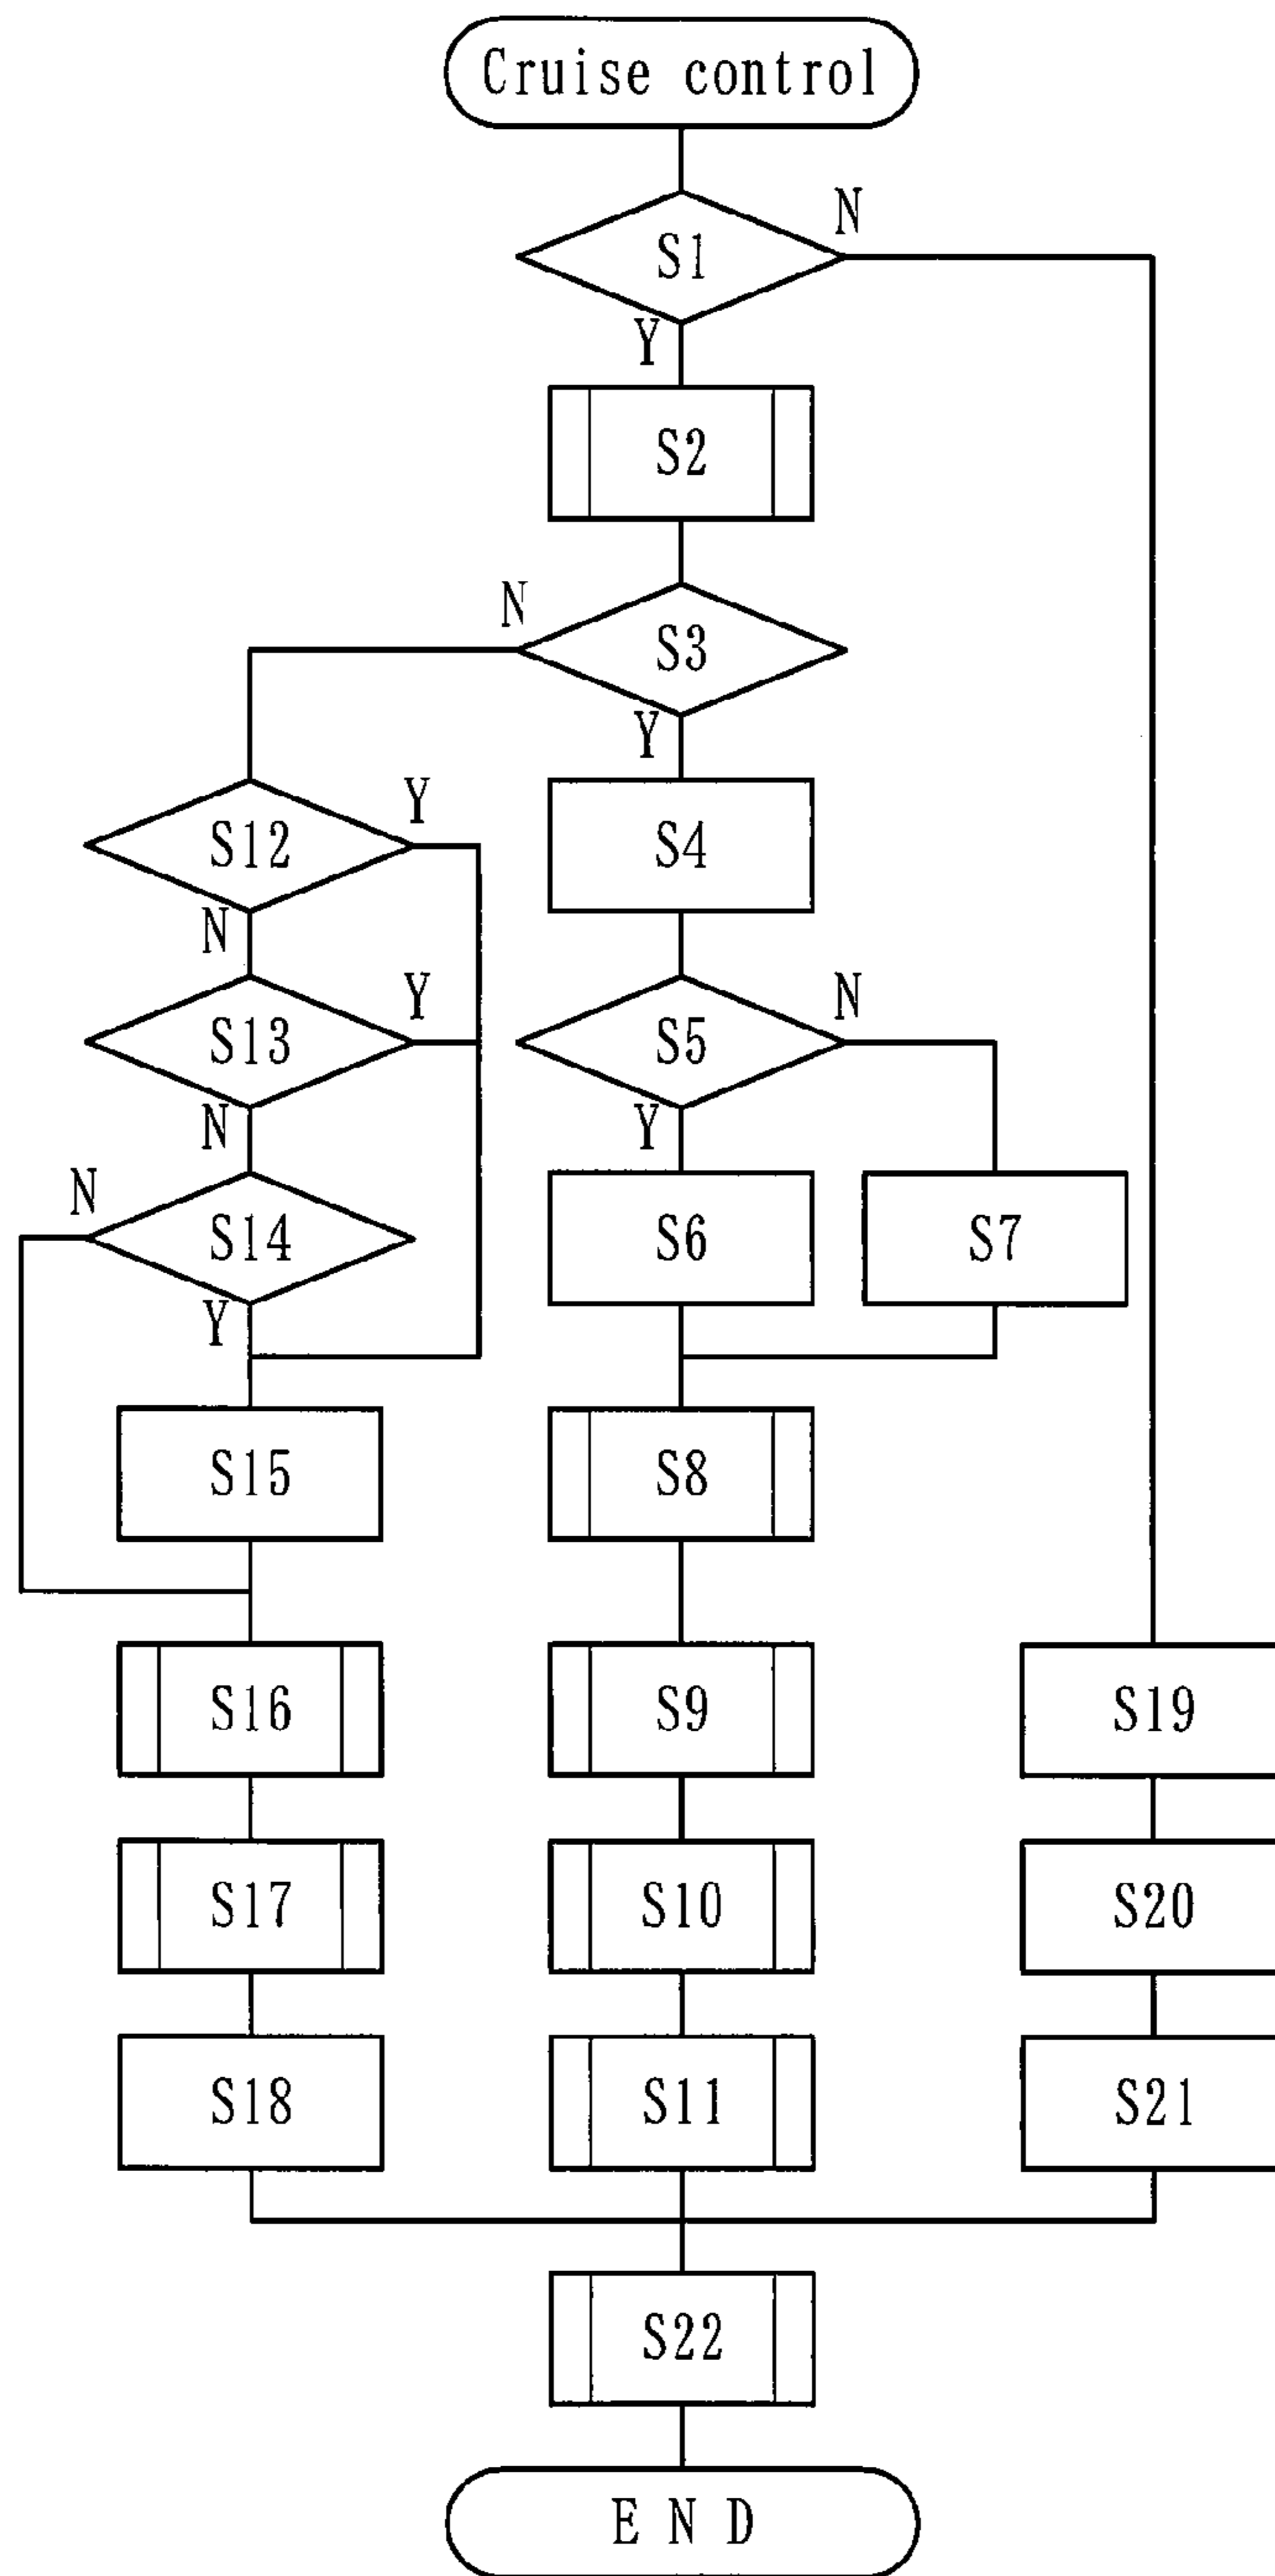 Cruise control
N
S1
Y
S2
N
S3
Y
Y
S12
S4
N
Y
N
S13
S5
N
Y
N
S14
S6
S7
Y
S15
S8
S16
S9
S19
S17
S10
S20
S18
S11
S21
S22
E N D